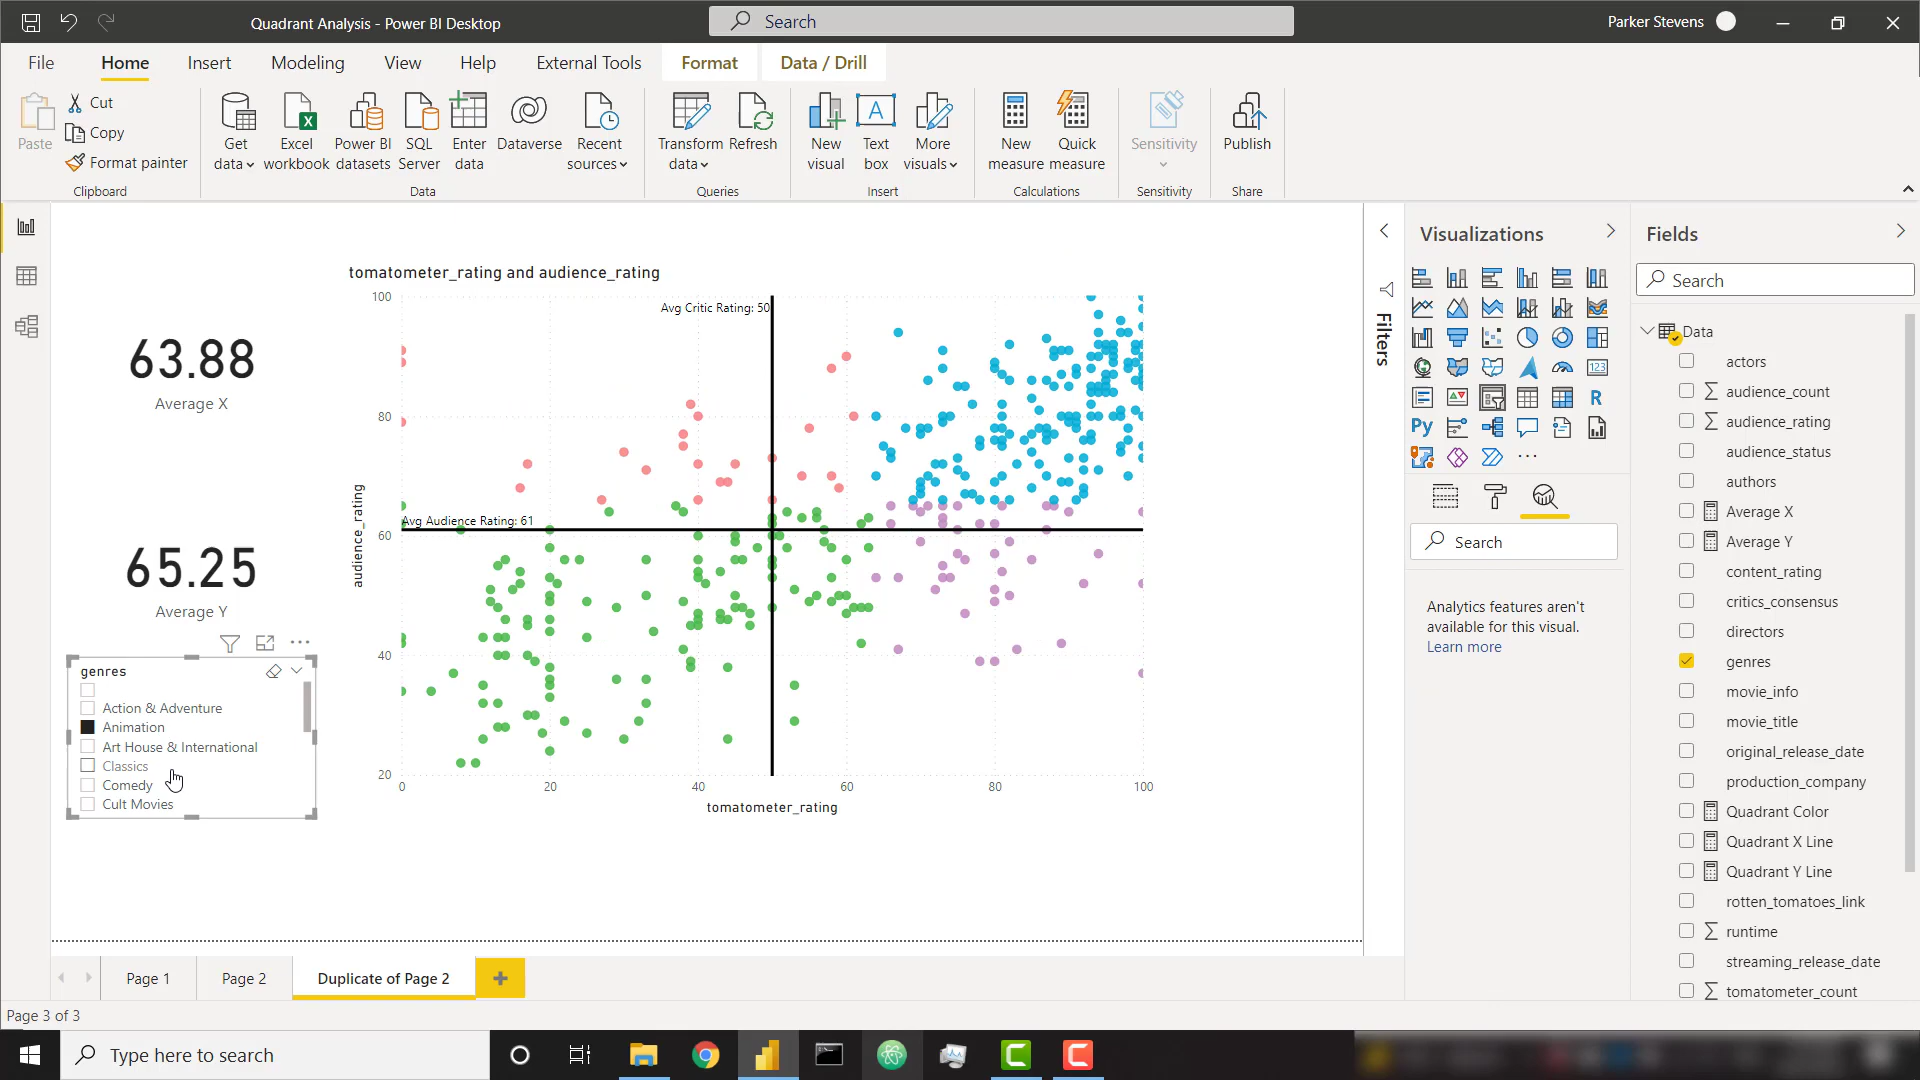 Quadrant Analysis - Power BI Desktop
Search
Parker Stevens
File
Home
Insert
Modeling
View
Help
External Tools
Format
Data / Drill
Paste
Cut
Copy
Format painter
Clipboard
Get data
Excel workbook
Power BI datasets
SQL Server
Enter data
Dataverse
Recent sources
Data
Transform data
Refresh
Queries
New visual
Text box
More visuals
Insert
New measure
Quick measure
Calculations
Sensitivity
Sensitivity
Publish
Share
63.88
Average X
65.25
Average Y
genres
Action & Adventure
Animation
Art House & International
Classics
Comedy
Cult Movies
tomatometer_rating and audience_rating
Avg Critic Rating: 50
Avg Audience Rating: 61
audience_rating
100
80
60
40
20
0
20
40
60
80
100
tomatometer_rating
Filters
Visualizations
123
R
Py
Search
Analytics features aren't
available for this visual.
Learn more
Fields
Search
Data
actors
audience_count
audience_rating
audience_status
authors
Average X
Average Y
content_rating
critics_consensus
directors
genres
movie_info
movie_title
original_release_date
production_company
Quadrant Color
Quadrant X Line
Quadrant Y Line
rotten_tomatoes_link
runtime
streaming_release_date
tomatometer_count
Page 1
Page 2
Duplicate of Page 2
Page 3 of 3
Type here to search